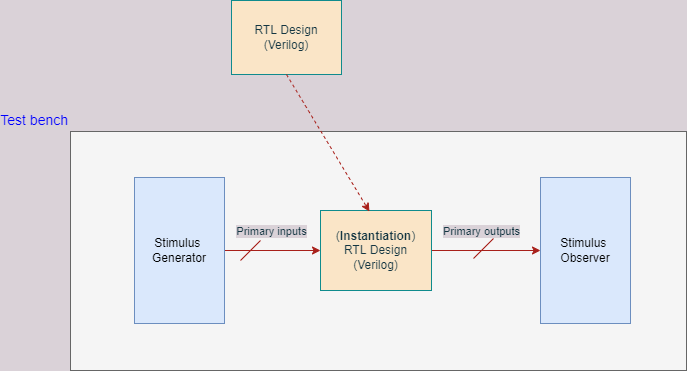 RTL Design
(Verilog)
Test bench
Stimulus
Generator
Primary inputs
(Instantiation)
RTL Design
(Verilog)
Primary outputs
Stimulus
Observer